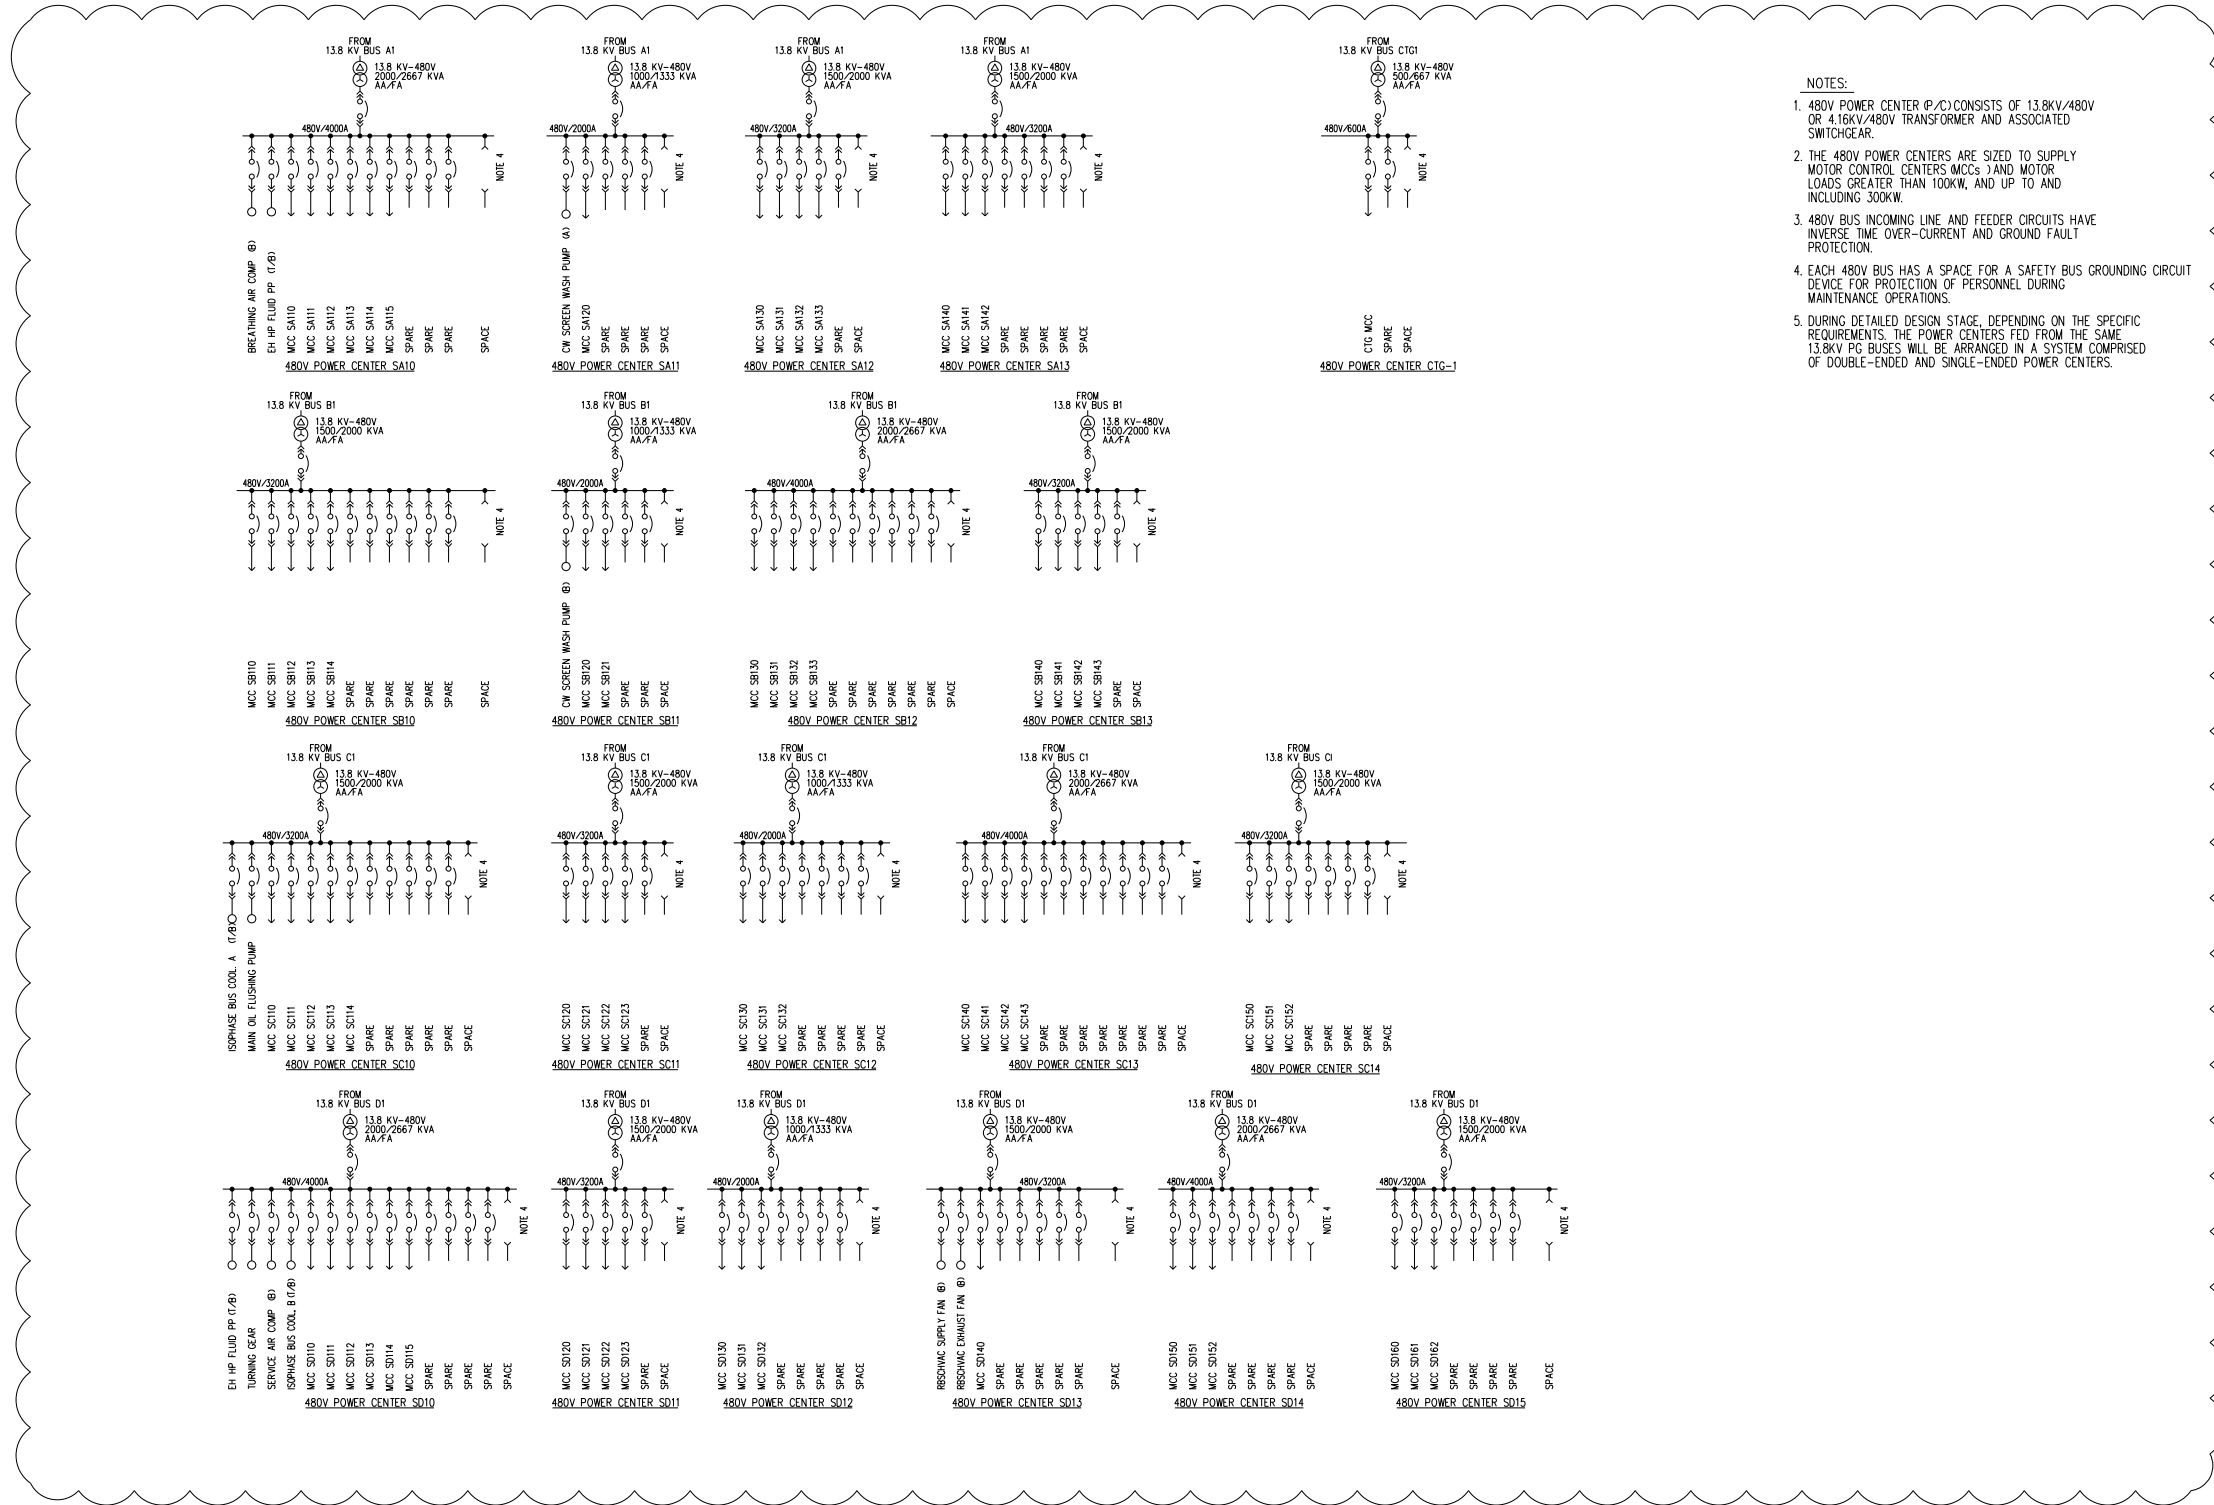 FROM
13.8 KV BUS A1
13.8 KV-480V
2000/2667 KVA
AA/FA
480V/4000A
NOTE 4
BREATHING AIR COMP (B)
EH HP FLUID PP (T/B)
MCC SA110
MCC SA111
MCC SA112
MCC SA113
MCC SA114
MCC SA115
SPARE
SPARE
SPARE
SPACE
480V POWER CENTER SA10
FROM
13.8 KV BUS A1
13.8 KV-480V
1000/1333 KVA
AA/FA
480V/2000A
NOTE 4
CW SCREEN WASH PUMP (A)
MCC SA120
SPARE
SPARE
SPARE
SPACE
480V POWER CENTER SA11
FROM
13.8 KV BUS A1
13.8 KV-480V
1500/2000 KVA
AA/FA
480V/3200A
NOTE 4
MCC SA130
MCC SA131
MCC SA132
MCC SA133
SPARE
SPACE
480V POWER CENTER SA12
FROM
13.8 KV BUS A1
13.8 KV-480V
1500/2000 KVA
AA/FA
480V/3200A
NOTE 4
MCC SA140
MCC SA141
MCC SA142
SPARE
SPARE
SPARE
SPARE
SPACE
480V POWER CENTER SA13
FROM
13.8 KV BUS CTG1
13.8 KV-480V
500/667 KVA
AA/FA
480V/600A
NOTE 4
CTG MCC
SPARE
SPACE
480V POWER CENTER CTG-1
NOTES:
1. 480V POWER CENTER (P/C) CONSISTS OF 13.8KV/480V
OR 4.16KV/480V TRANSFORMER AND ASSOCIATED
SWITCHGEAR.
2. THE 480V POWER CENTERS ARE SIZED TO SUPPLY
MOTOR CONTROL CENTERS (MCCs ) AND MOTOR
LOADS GREATER THAN 100KW, AND UP TO AND
INCLUDING 300KW.
3. 480V BUS INCOMING LINE AND FEEDER CIRCUITS HAVE
INVERSE TIME OVER-CURRENT AND GROUND FAULT
PROTECTION.
4. EACH 480V BUS HAS A SPACE FOR A SAFETY BUS GROUNDING CIRCUIT
DEVICE FOR PROTECTION OF PERSONNEL DURING
MAINTENANCE OPERATIONS.
5. DURING DETAILED DESIGN STAGE, DEPENDING ON THE SPECIFIC
REQUIREMENTS. THE POWER CENTERS FED FROM THE SAME
13.8KV PG BUSES WILL BE ARRANGED IN A SYSTEM COMPRISED
OF DOUBLE-ENDED AND SINGLE-ENDED POWER CENTERS.
FROM
13.8 KV BUS B1
13.8 KV-480V
1500/2000 KVA
AA/FA
480V/3200A
NOTE 4
MCC SB110
MCC SB111
MCC SB112
MCC SB113
MCC SB114
SPARE
SPARE
SPARE
SPARE
SPARE
SPARE
SPACE
480V POWER CENTER SB10
FROM
13.8 KV BUS B1
13.8 KV-480V
1000/1333 KVA
AA/FA
480V/2000A
NOTE 4
CW SCREEN WASH PUMP (B)
MCC SB120
MCC SB121
SPARE
SPARE
SPACE
480V POWER CENTER SB11
FROM
13.8 KV BUS B1
13.8 KV-480V
2000/2667 KVA
AA/FA
480V/4000A
NOTE 4
MCC SB130
MCC SB131
MCC SB132
MCC SB133
SPARE
SPARE
SPARE
SPARE
SPARE
SPARE
SPACE
480V POWER CENTER SB12
FROM
13.8 KV BUS B1
13.8 KV-480V
1500/2000 KVA
AA/FA
480V/3200A
NOTE 4
MCC SB140
MCC SB141
MCC SB142
MCC SB143
SPARE
SPACE
480V POWER CENTER SB13
FROM
13.8 KV BUS C1
13.8 KV-480V
1500/2000 KVA
AA/FA
480V/3200A
NOTE 4
ISOPHASE BUS COOL. A (T/B)
MAIN OIL FLUSHING PUMP
MCC SC110
MCC SC111
MCC SC112
MCC SC113
MCC SC114
SPARE
SPARE
SPARE
SPARE
SPARE
SPACE
480V POWER CENTER SC10
FROM
13.8 KV BUS C1
13.8 KV-480V
1500/2000 KVA
AA/FA
480V/3200A
NOTE 4
MCC SC120
MCC SC121
MCC SC122
MCC SC123
SPARE
SPACE
480V POWER CENTER SC11
FROM
13.8 KV BUS C1
13.8 KV-480V
1000/1333 KVA
AA/FA
480V/2000A
NOTE 4
MCC SC130
MCC SC131
MCC SC132
SPARE
SPARE
SPARE
SPARE
SPACE
480V POWER CENTER SC12
FROM
13.8 KV BUS C1
13.8 KV-480V
2000/2667 KVA
AA/FA
480V/4000A
NOTE 4
MCC SC140
MCC SC141
MCC SC142
MCC SC143
SPARE
SPARE
SPARE
SPARE
SPARE
SPARE
SPARE
SPACE
480V POWER CENTER SC13
FROM
13.8 KV BUS CI
13.8 KV-480V
1500/2000 KVA
AA/FA
480V/3200A
NOTE 4
MCC SC150
MCC SC151
MCC SC152
SPARE
SPARE
SPARE
SPARE
SPACE
480V POWER CENTER SC14
FROM
13.8 KV BUS D1
13.8 KV-480V
2000/2667 KVA
AA/FA
480V/4000A
NOTE 4
EH HP FLUID PP (T/B)
TURNING GEAR
SERVICE AIR COMP (B)
ISOPHASE BUS COOL. B (T/B)
MCC SD110
MCC SD111
MCC SD112
MCC SD113
MCC SD114
MCC SD115
SPARE
SPARE
SPARE
SPARE
SPACE
480V POWER CENTER SD10
FROM
13.8 KV BUS D1
13.8 KV-480V
1500/2000 KVA
AA/FA
480V/3200A
NOTE 4
MCC SD120
MCC SD121
MCC SD122
MCC SD123
SPARE
SPACE
480V POWER CENTER SD11
FROM
13.8 KV BUS D1
13.8 KV-480V
1000/1333 KVA
AA/FA
480V/2000A
NOTE 4
MCC SD130
MCC SD131
MCC SD132
SPARE
SPARE
SPARE
SPARE
SPACE
480V POWER CENTER SD12
FROM
13.8 KV BUS D1
13.8 KV-480V
1500/2000 KVA
AA/FA
480V/3200A
NOTE 4
RBSCHVAC SUPPLY FAN (B)
RBSCHVAC EXHAUST FAN (B)
MCC SD140
SPARE
SPARE
SPARE
SPARE
SPARE
SPACE
480V POWER CENTER SD13
FROM
13.8 KV BUS D1
13.8 KV-480V
2000/2667 KVA
AA/FA
480V/4000A
NOTE 4
MCC SD150
MCC SD151
MCC SD152
SPARE
SPARE
SPARE
SPARE
SPACE
480V POWER CENTER SD14
FROM
13.8 KV BUS D1
13.8 KV-480V
1500/2000 KVA
AA/FA
480V/3200A
NOTE 4
MCC SD160
MCC SD161
MCC SD162
SPARE
SPARE
SPARE
SPARE
SPACE
480V POWER CENTER SD15